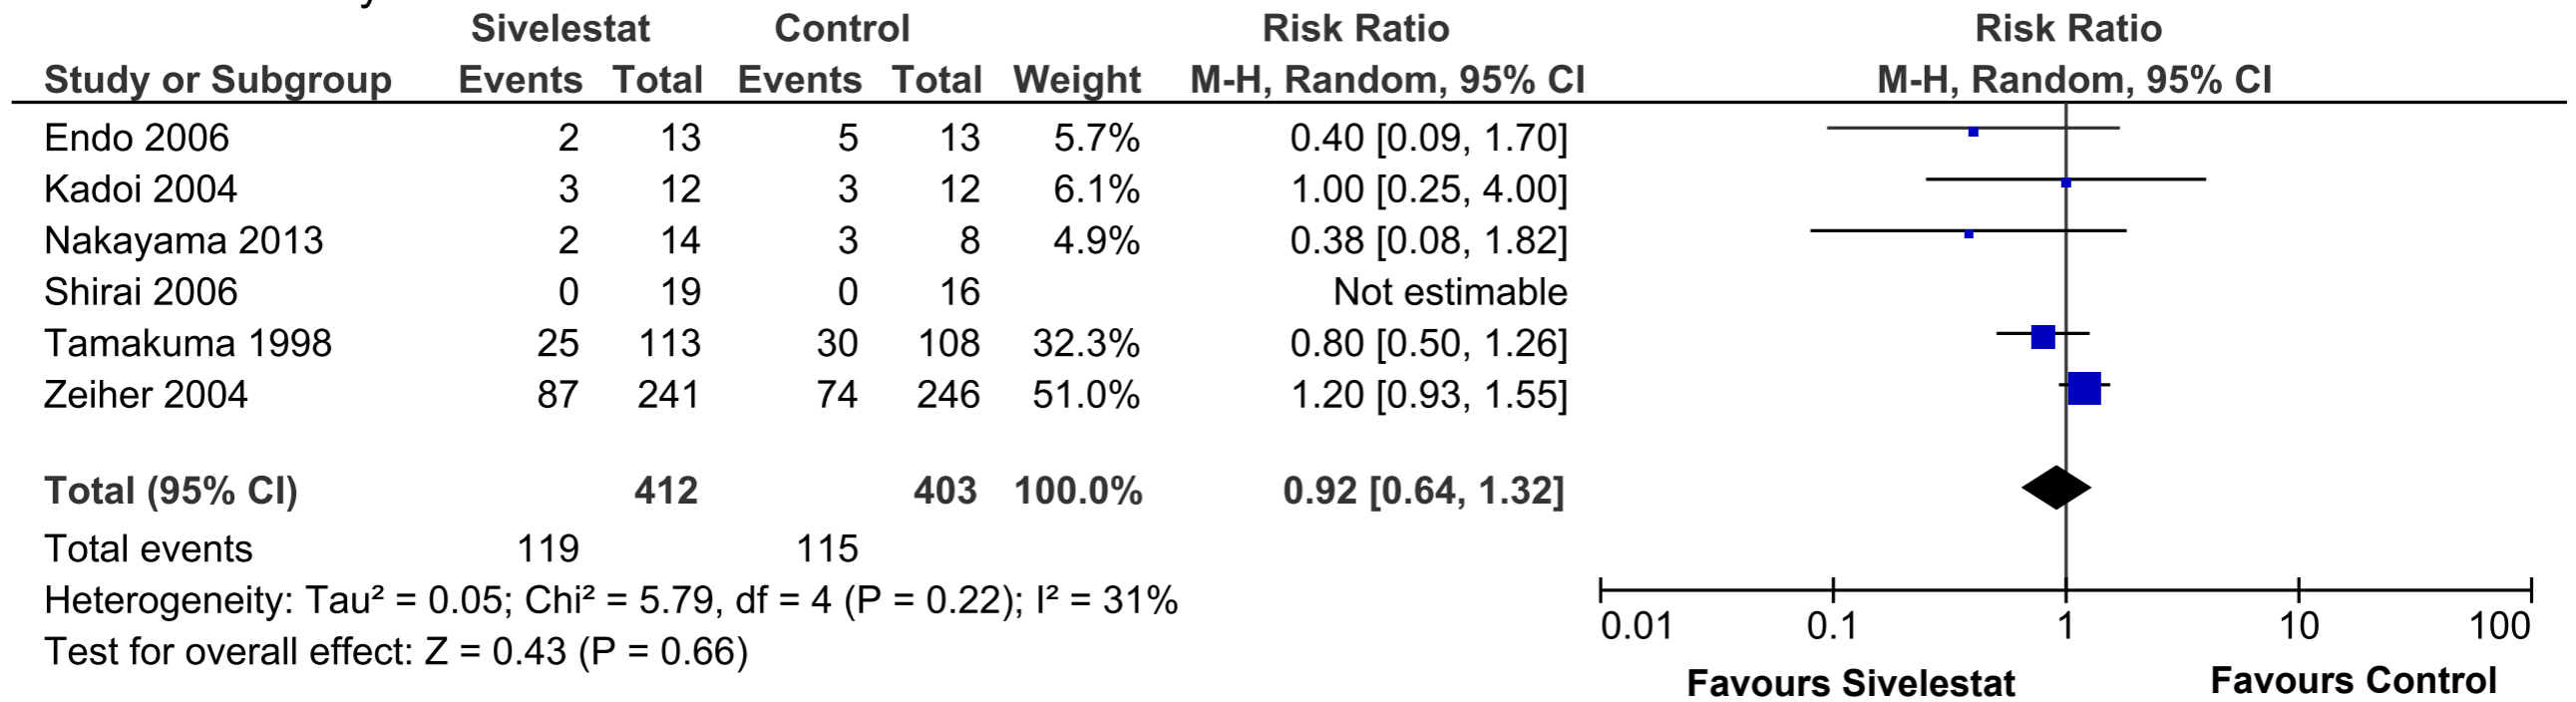 Sivelestat Control Risk Ratio Risk Ratio
Study or Subgroup Events Total Events Total Weight M-H, Random, 95% CI M-H, Random, 95% CI
Endo 2006 2 13 5 13 5.7% 0.40 [0.09, 1.70]
Kadoi 2004 3 12 3 12 6.1% 1.00 [0.25, 4.00]
Nakayama 2013 2 14 3 8 4.9% 0.38 [0.08, 1.82]
Shirai 2006 0 19 0 16 Not estimable
Tamakuma 1998 25 113 30 108 32.3% 0.80 [0.50, 1.26]
Zeiher 2004 87 241 74 246 51.0% 1.20 [0.93, 1.55]
Total (95% CI) 412 403 100.0% 0.92 [0.64, 1.32]
Total events 119 115
Heterogeneity: Tau² = 0.05; Chi² = 5.79, df = 4 (P = 0.22); I² = 31%
Test for overall effect: Z = 0.43 (P = 0.66)
0.01 0.1 1 10 100
Favours Sivelestat Favours Control